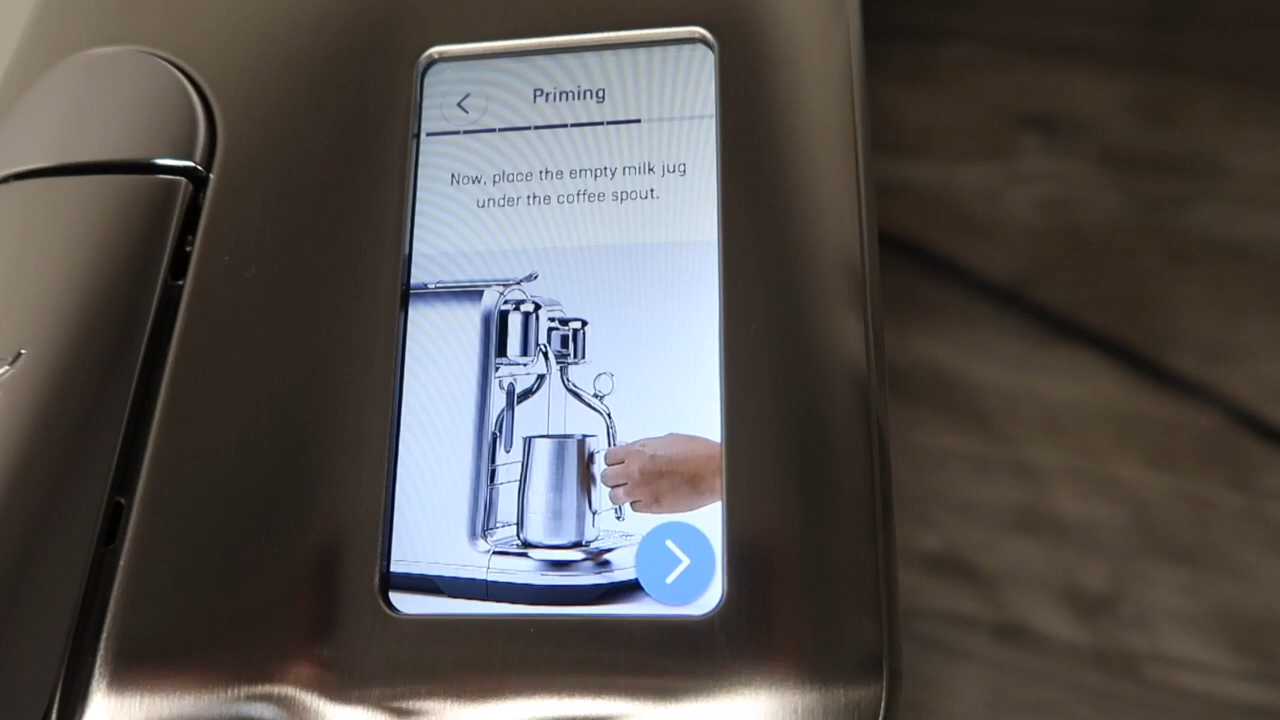 Priming
Now, place the empty milk jug
under the coffee spout.